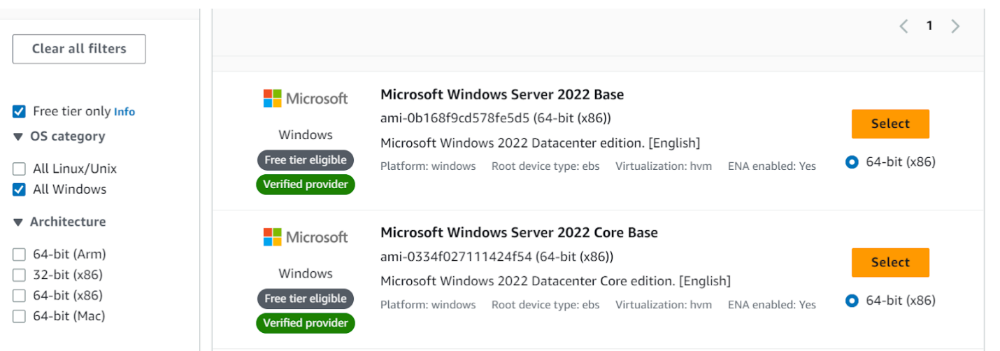 Clear all filters
Free tier only Info
OS category
All Linux/Unix
All Windows
Architecture
64-bit (Arm)
32-bit (x86)
64-bit (x86)
64-bit (Mac)
1
Microsoft
Windows
Free tier eligible
Verified provider
Microsoft Windows Server 2022 Base
ami-0b168f9cd578fe5d5 (64-bit (x86))
Microsoft Windows 2022 Datacenter edition. [English]
Platform: windows Root device type: ebs Virtualization: hvm ENA enabled: Yes
Select
64-bit (x86)
Microsoft
Windows
Free tier eligible
Verified provider
Microsoft Windows Server 2022 Core Base
ami-0334f027111424f54 (64-bit (x86))
Microsoft Windows 2022 Datacenter Core edition. [English]
Platform: windows Root device type: ebs Virtualization: hvm ENA enabled: Yes
Select
64-bit (x86)